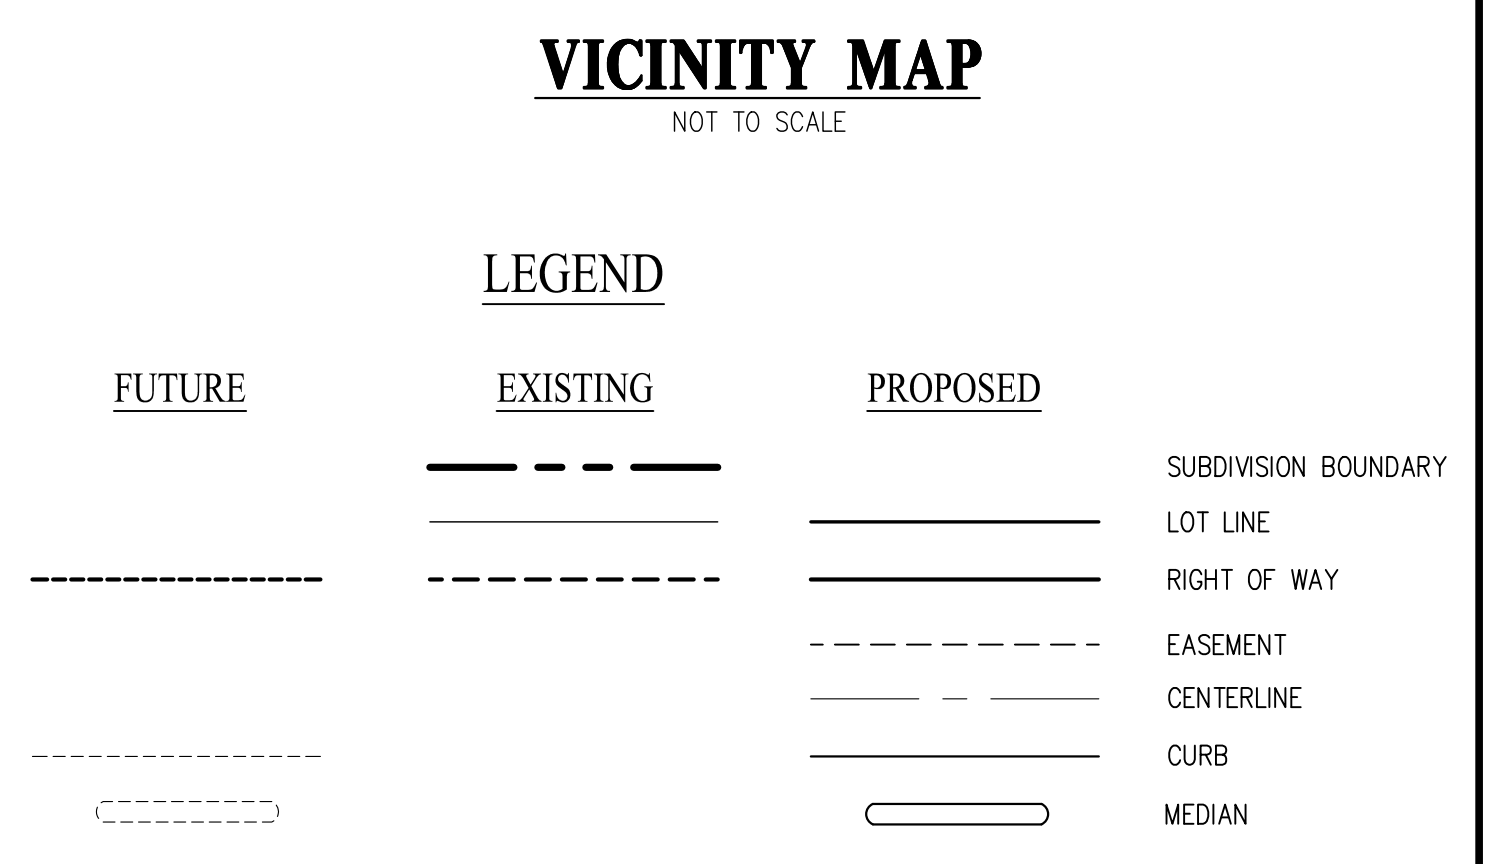 VICINITY MAP
NOT TO SCALE
LEGEND
FUTURE EXISTING PROPOSED
SUBDIVISION BOUNDARY
LOT LINE
RIGHT OF WAY
EASEMENT
CENTERLINE
CURB
MEDIAN